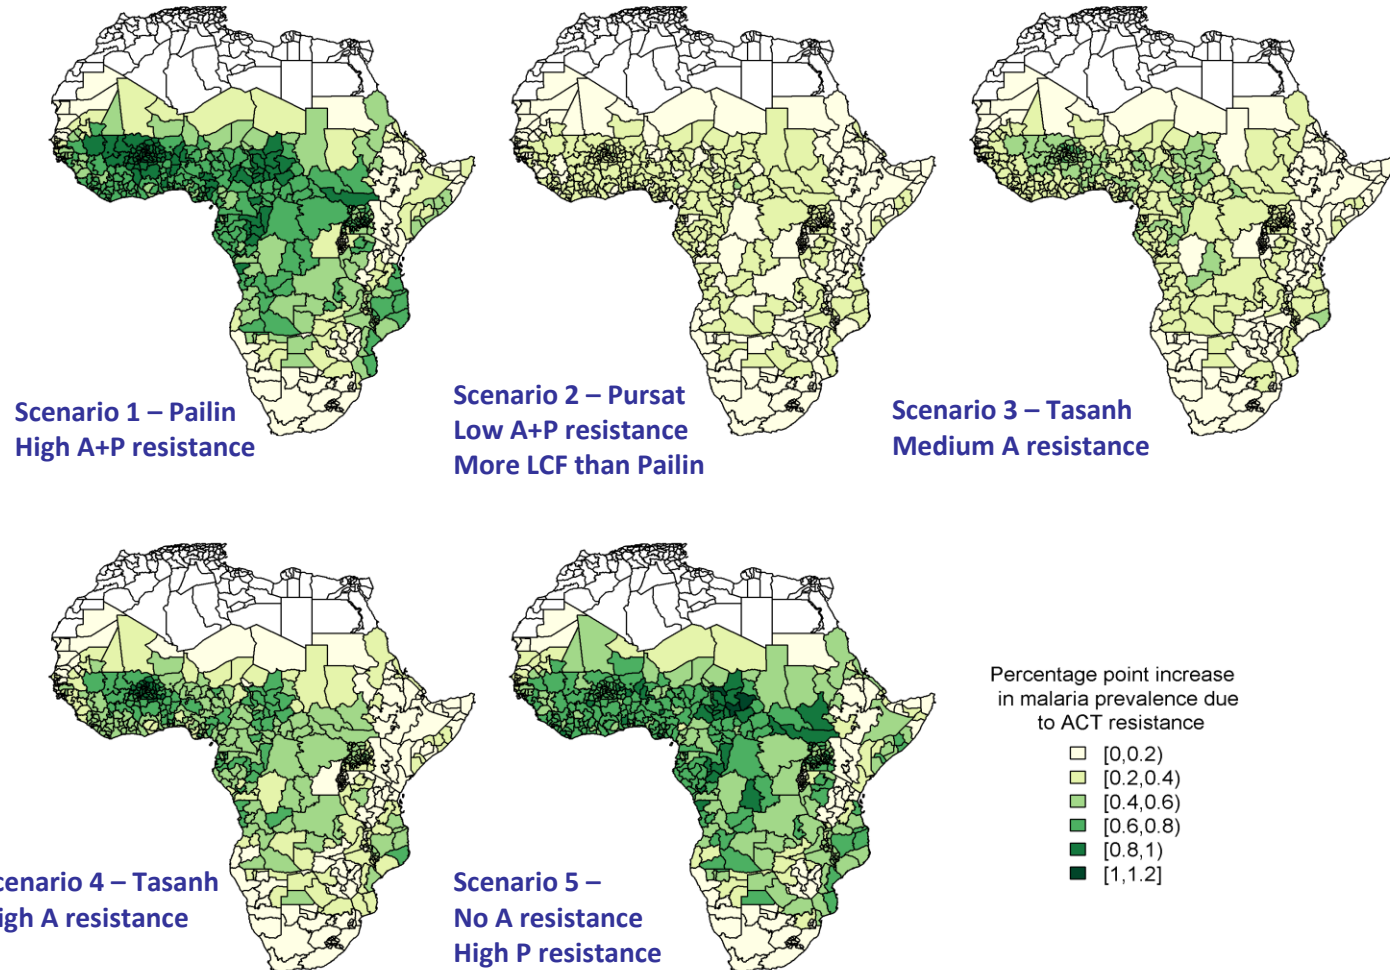 Scenario 1 – Pailin
High A+P resistance
Scenario 2 – Pursat
Low A+P resistance
More LCF than Pailin
Scenario 3 – Tasanh
Medium A resistance
cenario 4 – Tasanh
igh A resistance
Scenario 5 –
No A resistance
High P resistance
Percentage point increase
in malaria prevalence due
to ACT resistance
[0,0.2)
[0.2,0.4)
[0.4,0.6)
[0.6,0.8)
[0.8,1)
[1,1.2]